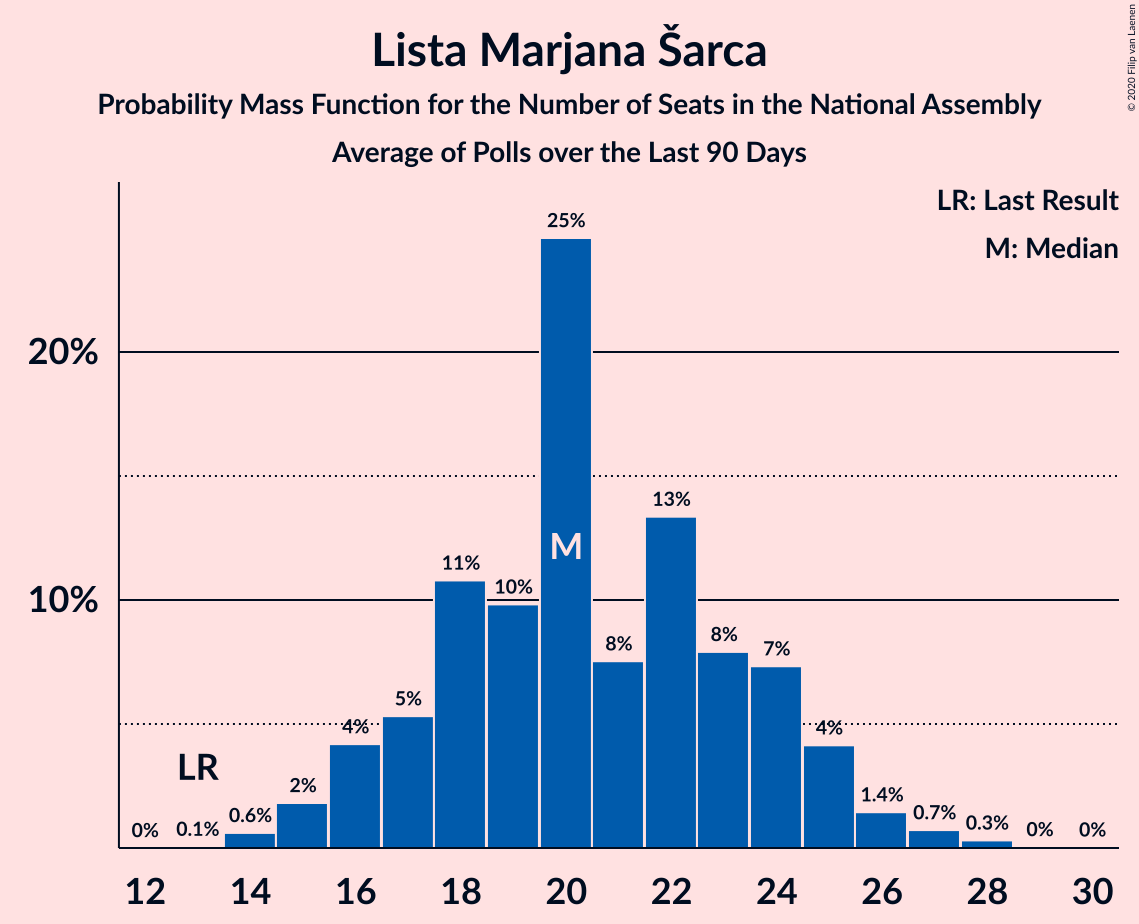 Lista Marjana Šarca
Probability Mass Function for the Number of Seats in the National Assembly
Average of Polls over the Last 90 Days
© 2020 Filip van Laenen
LR: Last Result
M: Median
25%
20%
13%
M
11%
10%
10%
8%
8%
7%
5%
4%
4%
LR
2%
1.4%
0.6%
0.7%
0.3%
0%
0.1%
0%
0%
12 14 16 18 20 22 24 26 28 30